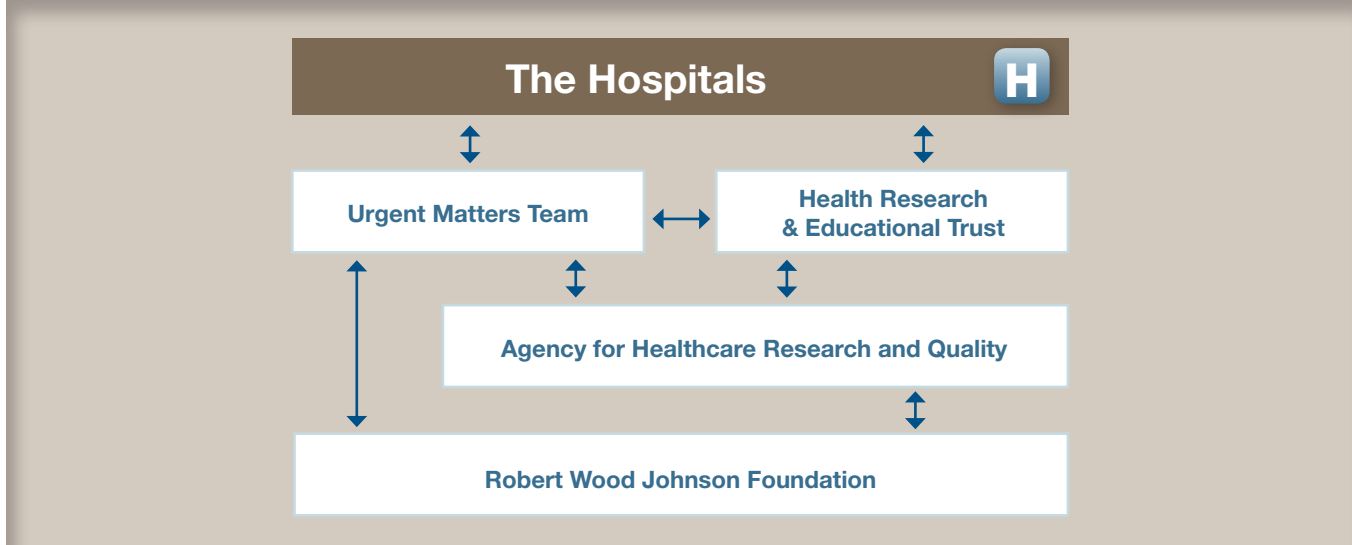 The Hospitals
H
Urgent Matters Team
Health Research
& Educational Trust
Agency for Healthcare Research and Quality
Robert Wood Johnson Foundation